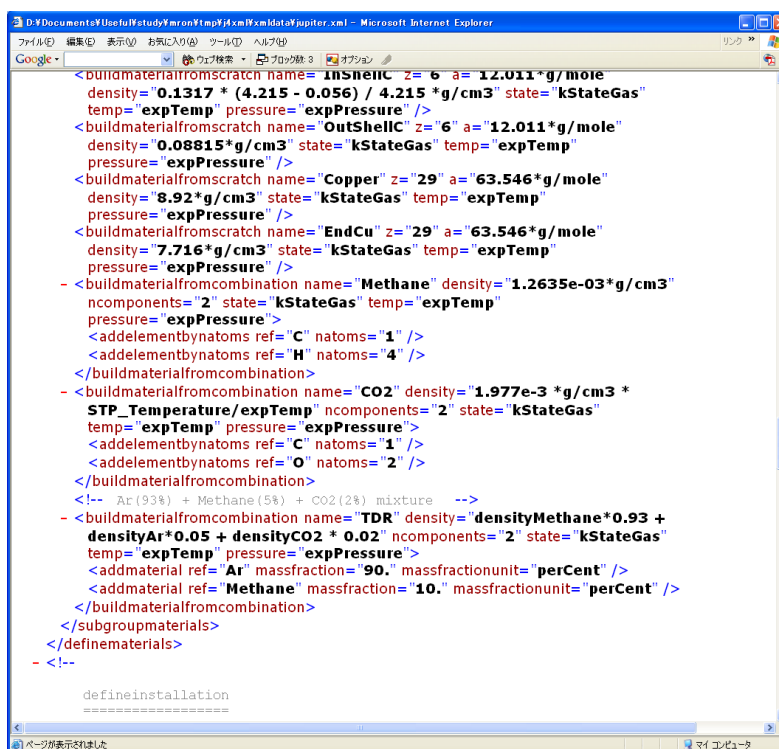 D:¥Documents¥Useful¥study¥mron¥tmp¥j4xml¥xmldata¥jupiter.xml - Microsoft Internet Explorer
ファイル(F) 編集(E) 表示(V) お気に入り(A) ツール(T) ヘルプ(H) リンク »
Google ウェブ検索 ブロック数: 3 オプション
<buildmaterialfromscratch name="InShellC" z="6" a="12.011*g/mole"
density="0.1317 * (4.215 - 0.056) / 4.215 *g/cm3" state="kStateGas"
temp="expTemp" pressure="expPressure" />
<buildmaterialfromscratch name="OutShellC" z="6" a="12.011*g/mole"
density="0.08815*g/cm3" state="kStateGas" temp="expTemp"
pressure="expPressure" />
<buildmaterialfromscratch name="Copper" z="29" a="63.546*g/mole"
density="8.92*g/cm3" state="kStateGas" temp="expTemp"
pressure="expPressure" />
<buildmaterialfromscratch name="EndCu" z="29" a="63.546*g/mole"
density="7.716*g/cm3" state="kStateGas" temp="expTemp"
pressure="expPressure" />
- <buildmaterialfromcombination name="Methane" density="1.2635e-03*g/cm3"
ncomponents="2" state="kStateGas" temp="expTemp"
pressure="expPressure">
<addelementbynatoms ref="C" natoms="1" />
<addelementbynatoms ref="H" natoms="4" />
</buildmaterialfromcombination>
- <buildmaterialfromcombination name="CO2" density="1.977e-3 *g/cm3 *
STP_Temperature/expTemp" ncomponents="2" state="kStateGas"
temp="expTemp" pressure="expPressure">
<addelementbynatoms ref="C" natoms="1" />
<addelementbynatoms ref="O" natoms="2" />
</buildmaterialfromcombination>
<!-- Ar(93%) + Methane(5%) + CO2(2%) mixture -->
- <buildmaterialfromcombination name="TDR" density="densityMethane*0.93 +
densityAr*0.05 + densityCO2 * 0.02" ncomponents="2" state="kStateGas"
temp="expTemp" pressure="expPressure">
<addmaterial ref="Ar" massfraction="90." massfractionunit="perCent" />
<addmaterial ref="Methane" massfraction="10." massfractionunit="perCent" />
</buildmaterialfromcombination>
</subgroupmaterials>
</definematerials>
- <!--
defineinstallation
==================
ページが表示されました マイ コンピュータ